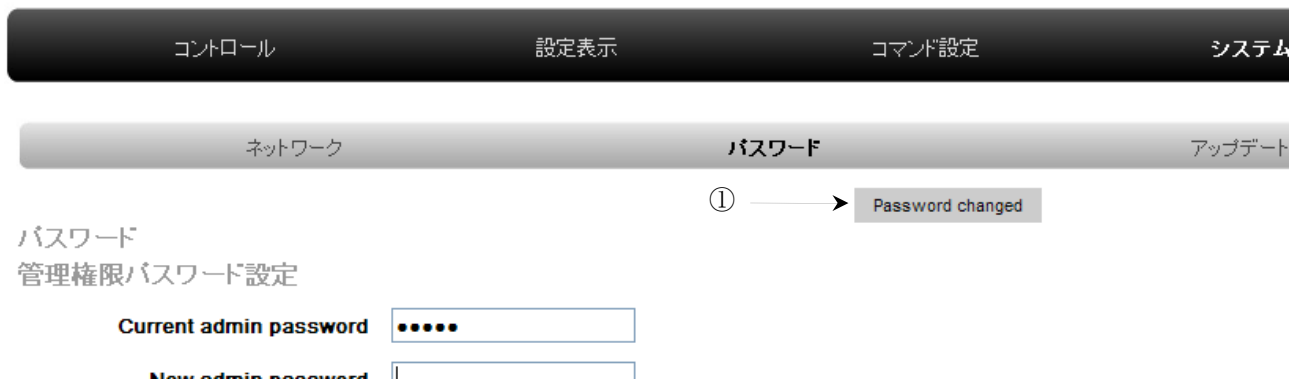 コントロール 設定表示 コマンド設定 システム
ネットワーク パスワード アップデート
① Password changed
パスワード
管理権限パスワード設定
Current admin password •••••
New admin password